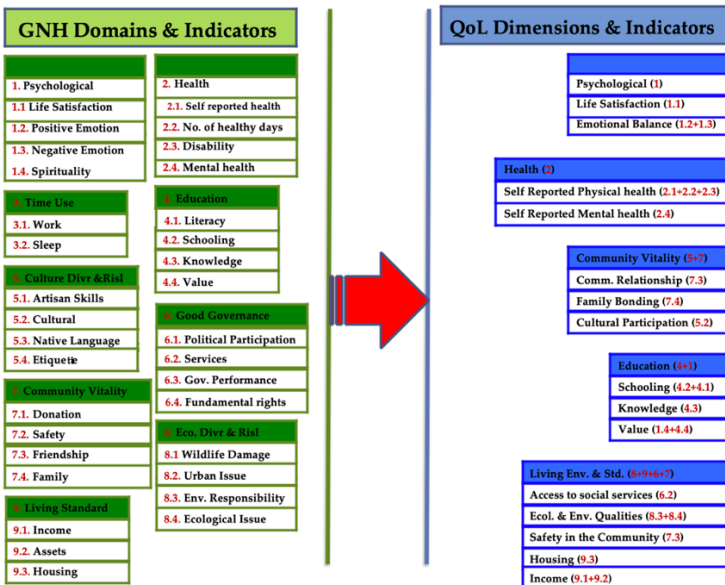 GNH Domains & Indicators
1. Psychological
1.1 Life Satisfaction
1.2. Positive Emotion
1.3. Negative Emotion
1.4. Spirituality
2. Health
2.1. Self reported health
2.2. No. of healthy days
2.3. Disability
2.4. Mental health
3. Time Use
3.1. Work
3.2. Sleep
4. Education
4.1. Literacy
4.2. Schooling
4.3. Knowledge
4.4. Value
5. Culture Divr &Risl
5.1. Artisan Skills
5.2. Cultural
5.3. Native Language
5.4. Etiquette
6. Good Governance
6.1. Political Participation
6.2. Services
6.3. Gov. Performance
6.4. Fundamental rights
7. Community Vitality
7.1. Donation
7.2. Safety
7.3. Friendship
7.4. Family
8. Eco. Divr & Risl
8.1 Wildlife Damage
8.2. Urban Issue
8.3. Env. Responsibility
8.4. Ecological Issue
9. Living Standard
9.1. Income
9.2. Assets
9.3. Housing
QoL Dimensions & Indicators
Psychological (1)
Life Satisfaction (1.1)
Emotional Balance (1.2+1.3)
Health (2)
Self Reported Physical health (2.1+2.2+2.3)
Self Reported Mental health (2.4)
Community Vitality (5+7)
Comm. Relationship (7.3)
Family Bonding (7.4)
Cultural Participation (5.2)
Education (4+1)
Schooling (4.2+4.1)
Knowledge (4.3)
Value (1.4+4.4)
Living Env. & Std. (8+9+6+7)
Access to social services (6.2)
Ecol. & Env. Qualities (8.3+8.4)
Safety in the Community (7.3)
Housing (9.3)
Income (9.1+9.2)